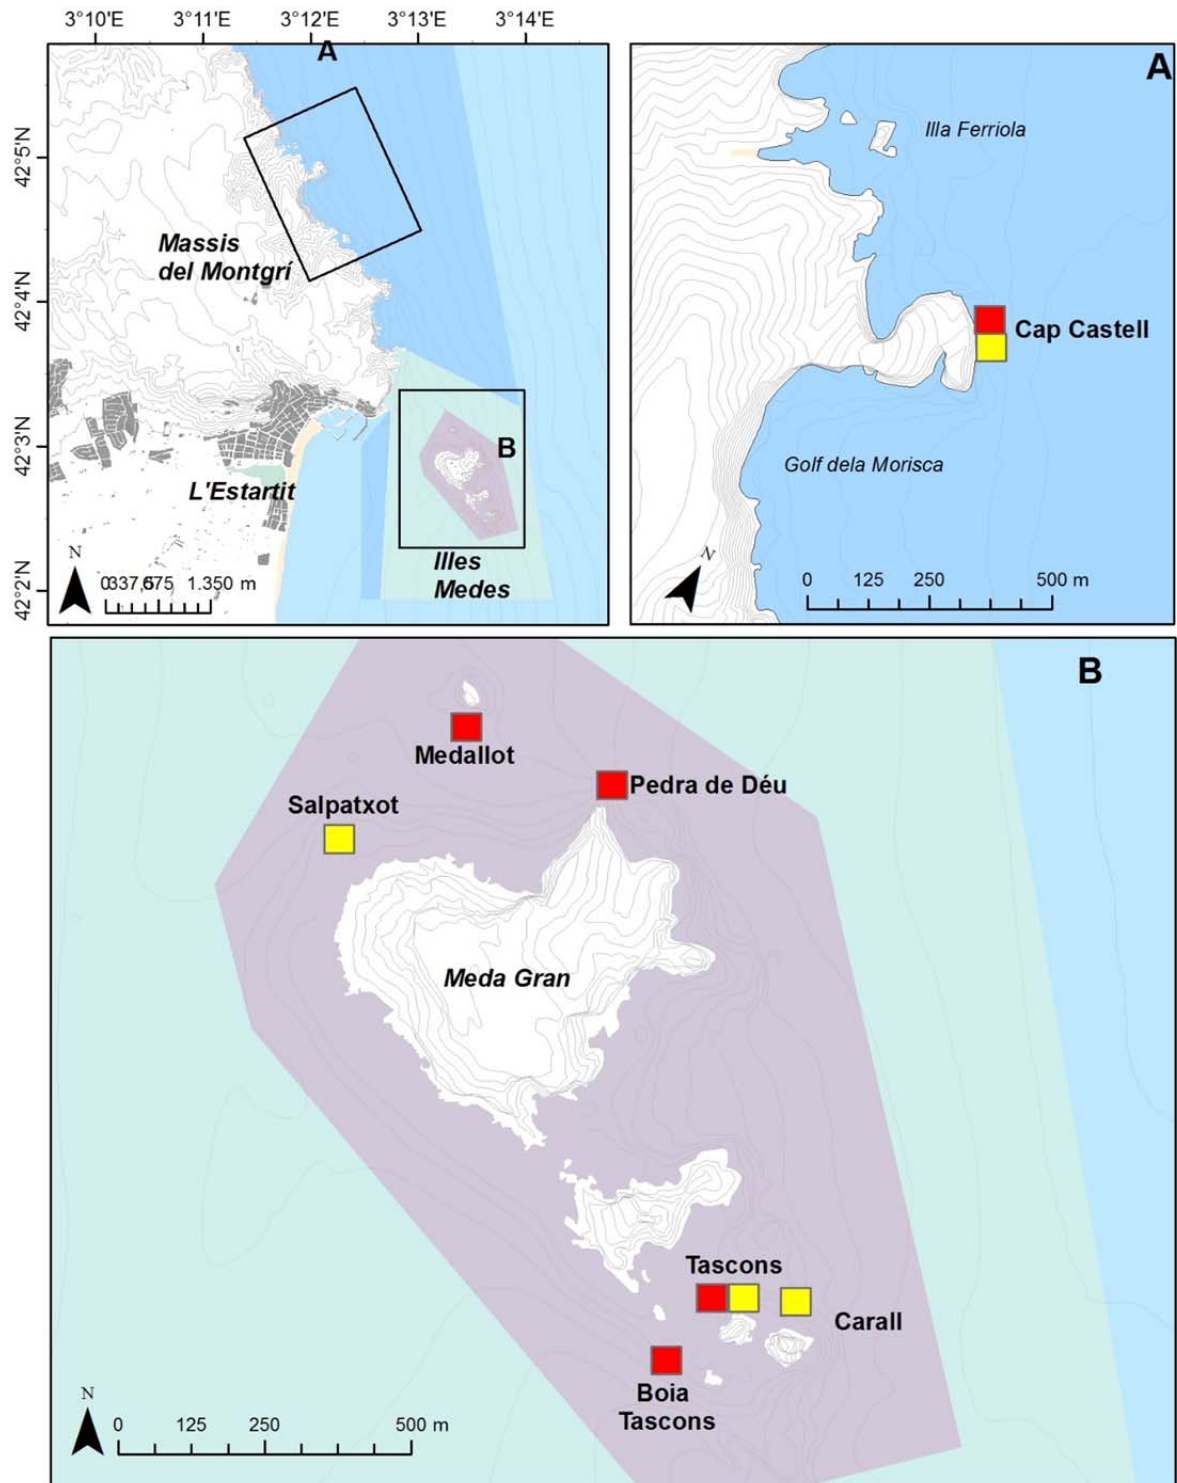 3°10'E 3°11'E 3°12'E 3°13'E 3°14'E
A
42°5'N
42°4'N
42°3'N
42°2'N
Massis
del Montgrí
L'Estartit
B
Illes
Medes
N
0337,5675 1.350 m
A
Illa Ferriola
Cap Castell
Golf dela Morisca
N
0 125 250 500 m
B
Medallot
Pedra de Déu
Salpatxot
Meda Gran
Tascons
Carall
Boia
Tascons
N
0 125 250 500 m